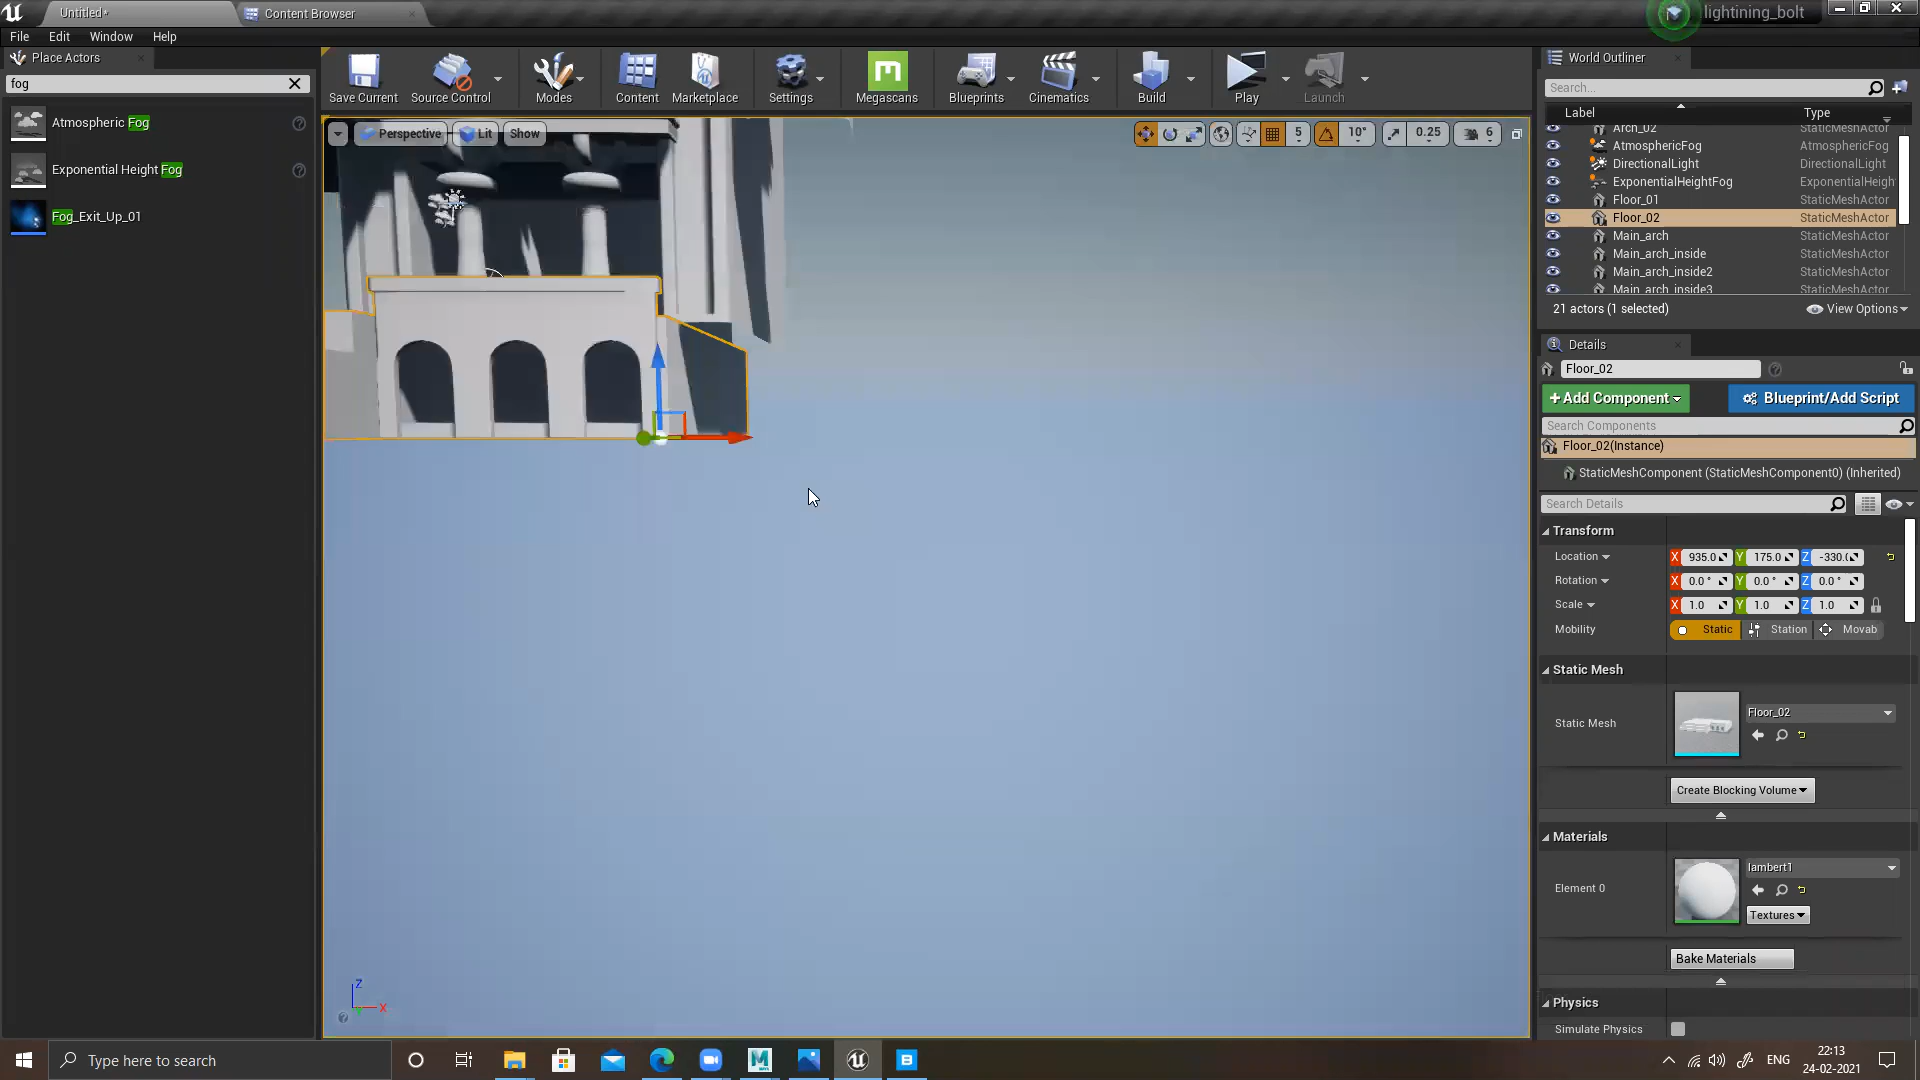 Untitled*
Content Browser
lightining_bolt
File
Edit
Window
Help
Place Actors
fog
Atmospheric Fog
Exponential Height Fog
Fog_Exit_Up_01
Save Current
Source Control
Modes
Content
Marketplace
Settings
Megascans
Blueprints
Cinematics
Build
Play
Launch
Perspective
Lit
Show
5
10°
0.25
6
World Outliner
Search...
Label
Type
Arch_02
StaticMeshActor
AtmosphericFog
AtmosphericFog
DirectionalLight
DirectionalLight
ExponentialHeightFog
ExponentialHeigh
Floor_01
StaticMeshActor
Floor_02
StaticMeshActor
Main_arch
StaticMeshActor
Main_arch_inside
StaticMeshActor
Main_arch_inside2
StaticMeshActor
Main_arch_inside3
StaticMeshActor
21 actors (1 selected)
View Options
Details
Floor_02
+Add Component
Blueprint/Add Script
Search Components
Floor_02(Instance)
StaticMeshComponent (StaticMeshComponent0) (Inherited)
Search Details
Transform
Location
X 935.0 Y 175.0 Z -330.(
Rotation
X 0.0 ° Y 0.0 ° Z 0.0 °
Scale
X 1.0 Y 1.0 Z 1.0
Mobility
Static
Station
Movab
Static Mesh
Static Mesh
Floor_02
Create Blocking Volume
Materials
Element 0
lambert1
Textures
Bake Materials
Physics
Simulate Physics
Z
X
Type here to search
ENG
22:13
24-02-2021